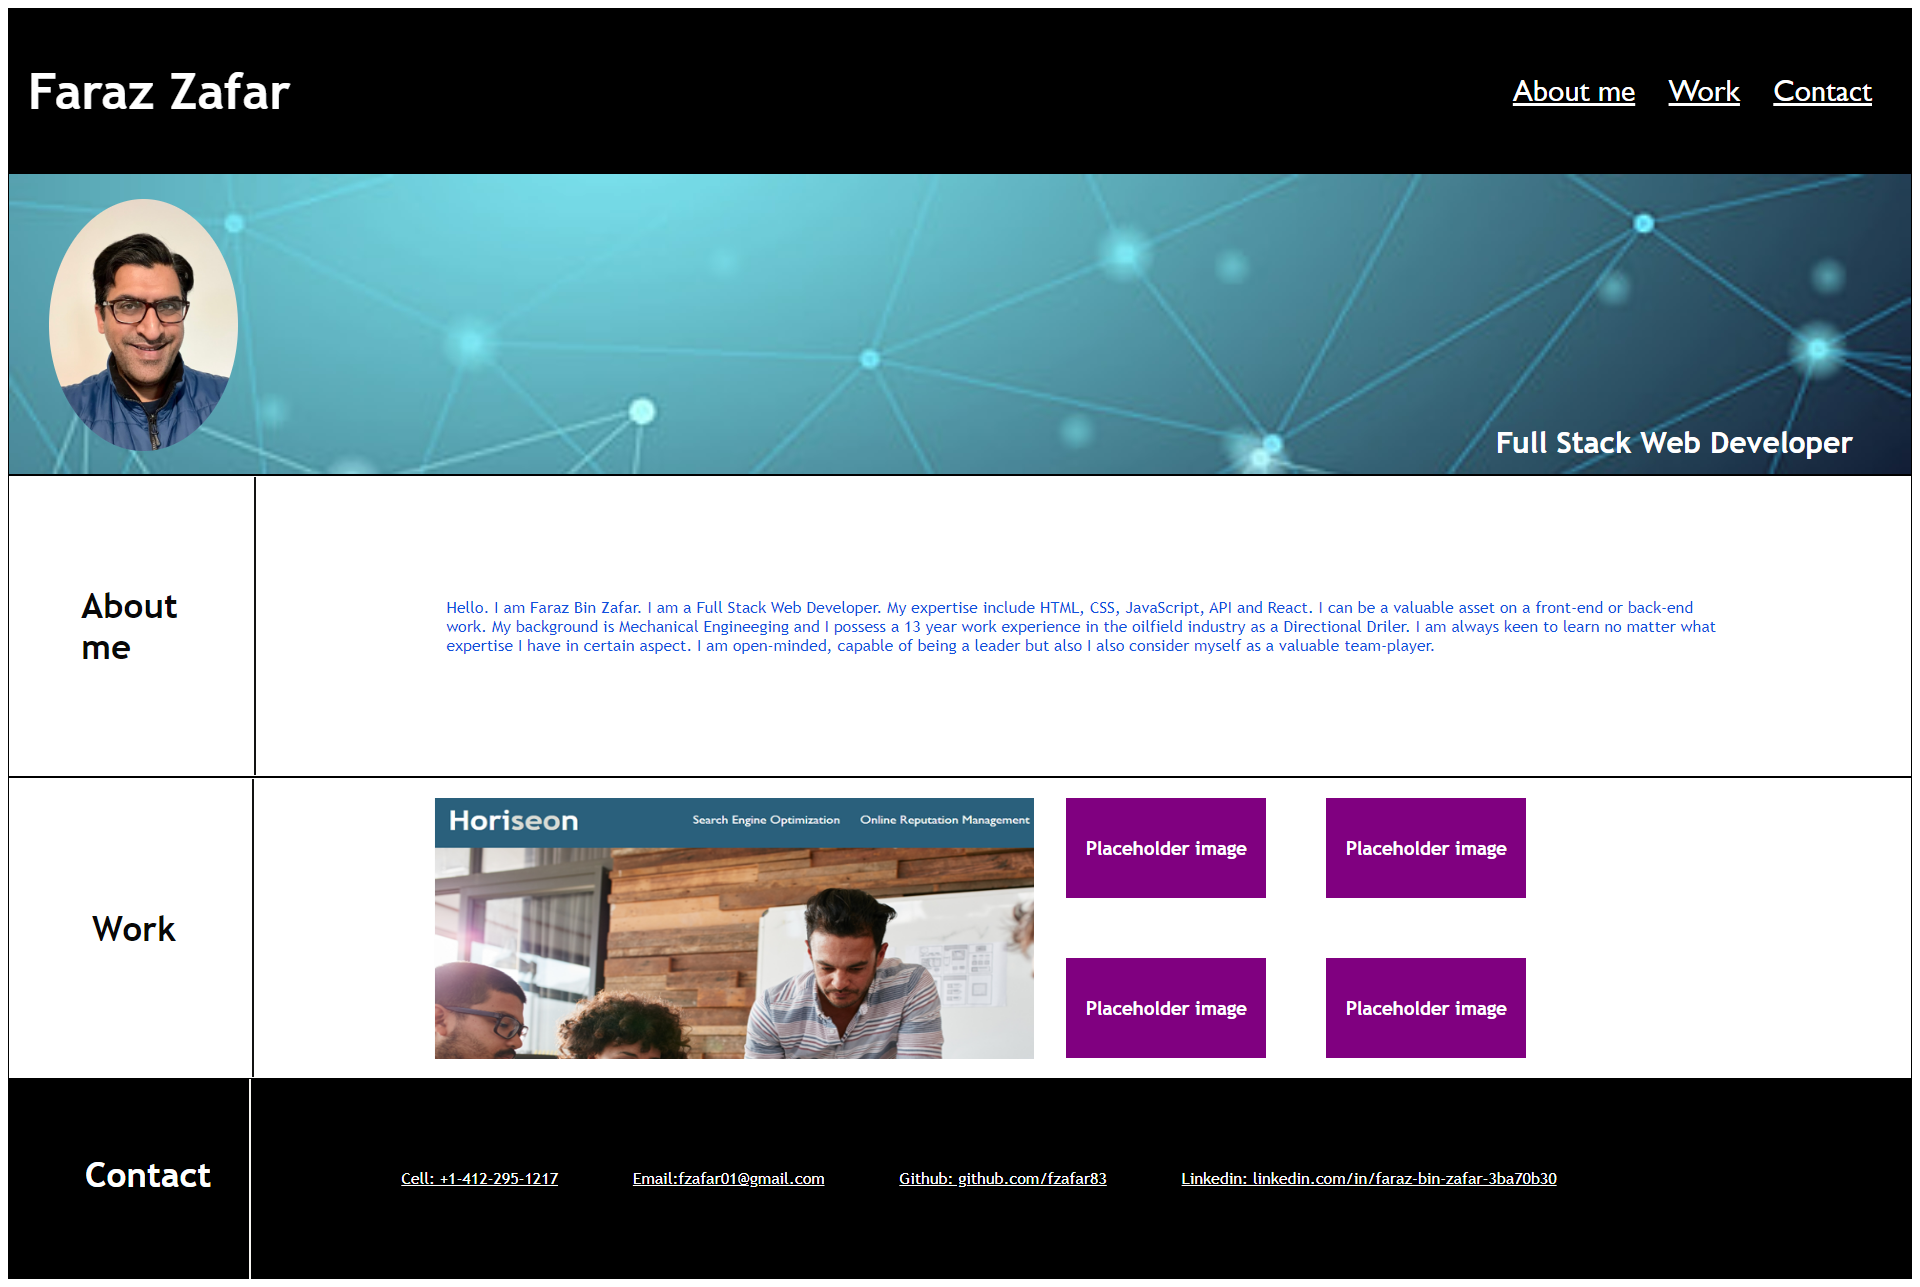 Faraz Zafar
About me Work Contact
Full Stack Web Developer
About
me
Hello. I am Faraz Bin Zafar. I am a Full Stack Web Developer. My expertise include HTML, CSS, JavaScript, API and React. I can be a valuable asset on a front-end or back-end
work. My background is Mechanical Engineeging and I possess a 13 year work experience in the oilfield industry as a Directional Driler. I am always keen to learn no matter what
expertise I have in certain aspect. I am open-minded, capable of being a leader but also I also consider myself as a valuable team-player.
Work
Horiseon
Search Engine Optimization Online Reputation Management
Placeholder image Placeholder image
Placeholder image Placeholder image
Contact
Cell: +1-412-295-1217 Email:fzafar01@gmail.com Github: github.com/fzafar83 Linkedin: linkedin.com/in/faraz-bin-zafar-3ba70b30